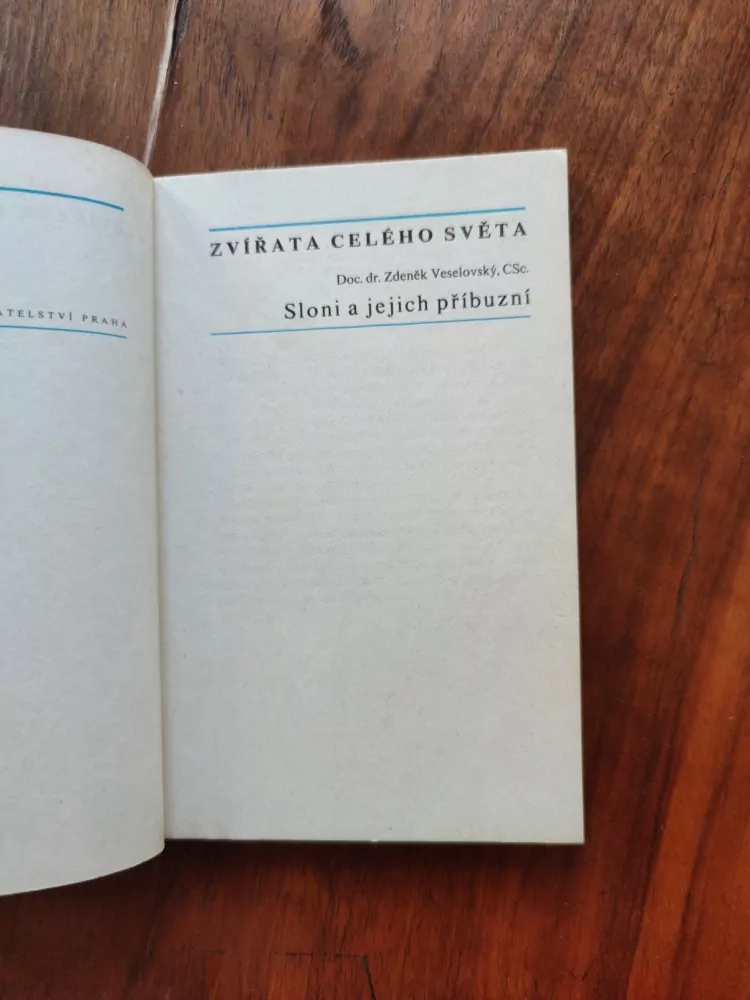 ATELSTVÍ PRAHA
ZVÍŘATA CELÉHO SVĚTA
Doc. dr. Zdeněk Veselovský, CSc.
Sloni a jejich příbuzní